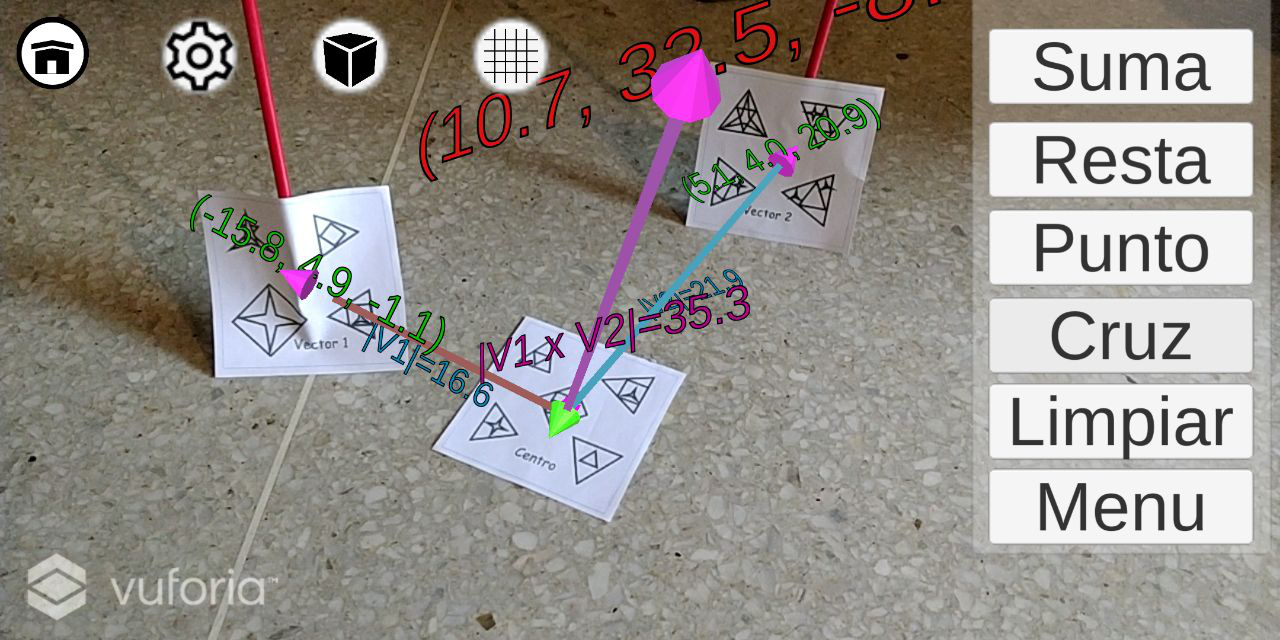 (10.7, 32.5, -8.
(5.1, 4.0, 20.9)
(-15.8, 4.9, -1.1)
|V2|=21.9
|V1 x V2|=35.3
|V1|=16.6
Vector 2
Vector 1
Centro
Suma
Resta
Punto
Cruz
Limpiar
Menu
vuforia™